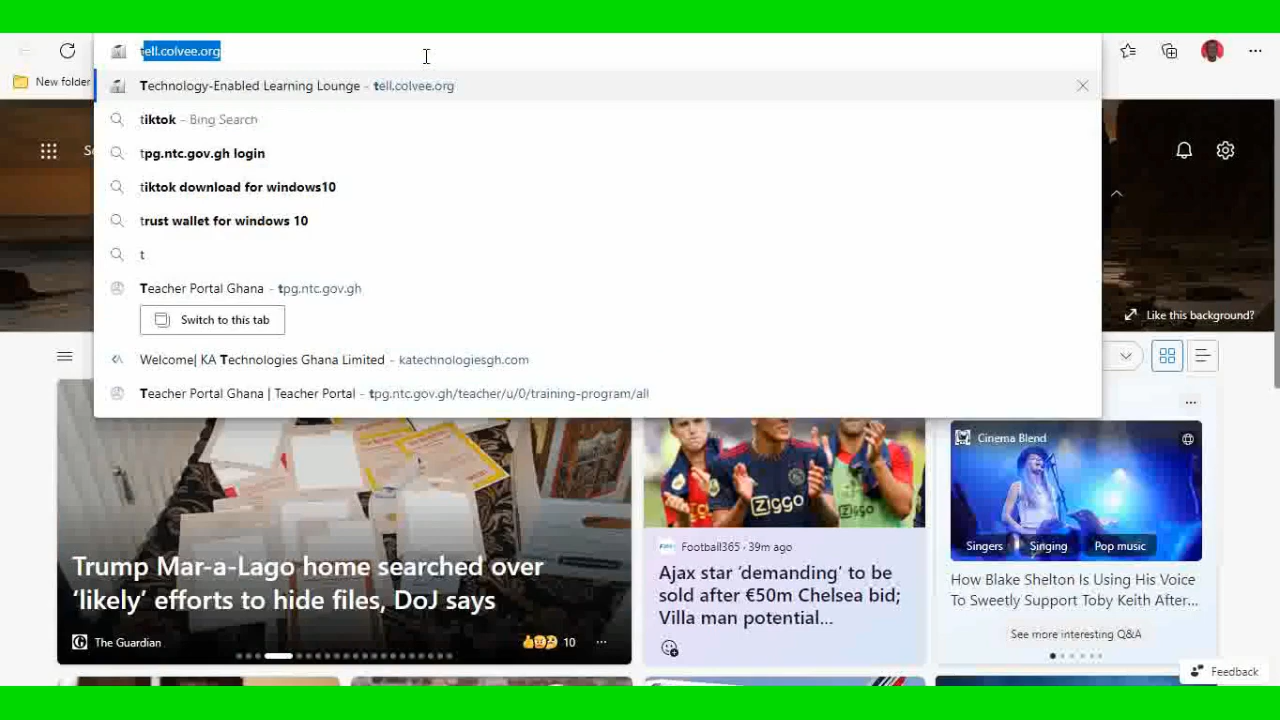 tell.colvee.org
New folder
Technology-Enabled Learning Lounge - tell.colvee.org
tiktok - Bing Search
tpg.ntc.gov.gh login
tiktok download for windows10
trust wallet for windows 10
t
Teacher Portal Ghana - tpg.ntc.gov.gh
Switch to this tab
Welcome| KA Technologies Ghana Limited - katechnologiesgh.com
Teacher Portal Ghana | Teacher Portal - tpg.ntc.gov.gh/teacher/u/0/training-program/all
Like this background?
Trump Mar-a-Lago home searched over
‘likely’ efforts to hide files, DoJ says
The Guardian
10
ZIGGO
ziggo
Football365 · 39m ago
Ajax star ‘demanding’ to be
sold after €50m Chelsea bid;
Villa man potential...
Cinema Blend
Singers
Singing
Pop music
How Blake Shelton Is Using His Voice
To Sweetly Support Toby Keith After...
See more interesting Q&A
Feedback